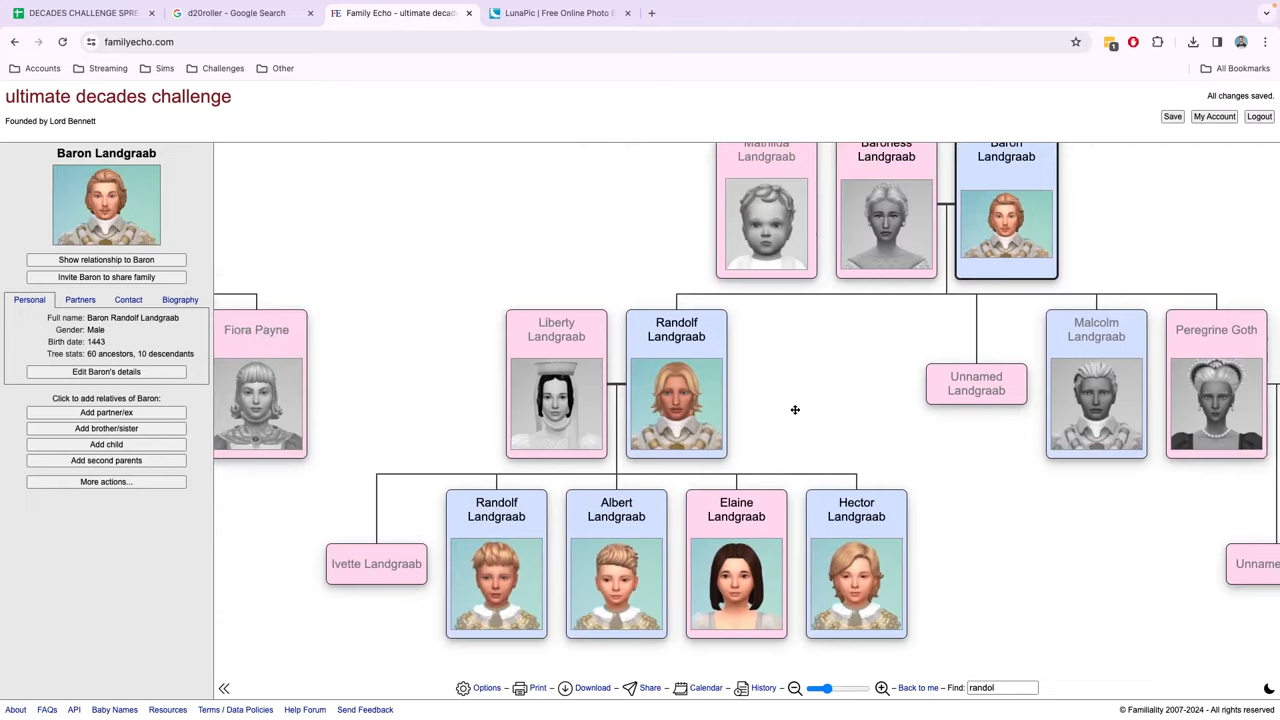 DECADES CHALLENGE SPRE
d20roller - Google Search
Family Echo - ultimate decade
LunaPic | Free Online Photo E
familyecho.com
1
Accounts
Streaming
Sims
Challenges
Other
All Bookmarks
ultimate decades challenge
All changes saved.
Founded by Lord Bennett
Save
My Account
Logout
Baron Landgraab
Show relationship to Baron
Invite Baron to share family
Personal
Partners
Contact
Biography
Full name: Baron Randolf Landgraab
Gender: Male
Birth date: 1443
Tree stats: 60 ancestors, 10 descendants
Edit Baron's details
Click to add relatives of Baron:
Add partner/ex
Add brother/sister
Add child
Add second parents
More actions...
Mathilda
Landgraab
Baroness
Landgraab
Baron
Landgraab
Fiora Payne
Liberty
Landgraab
Randolf
Landgraab
Unnamed
Landgraab
Malcolm
Landgraab
Peregrine Goth
Ivette Landgraab
Randolf
Landgraab
Albert
Landgraab
Elaine
Landgraab
Hector
Landgraab
Unname
Options – Print – Download – Share – Calendar – History – Back to me – Find: randol
About
FAQs
API
Baby Names
Resources
Terms / Data Policies
Help Forum
Send Feedback
© Familiality 2007-2024 - Icons by Icons8